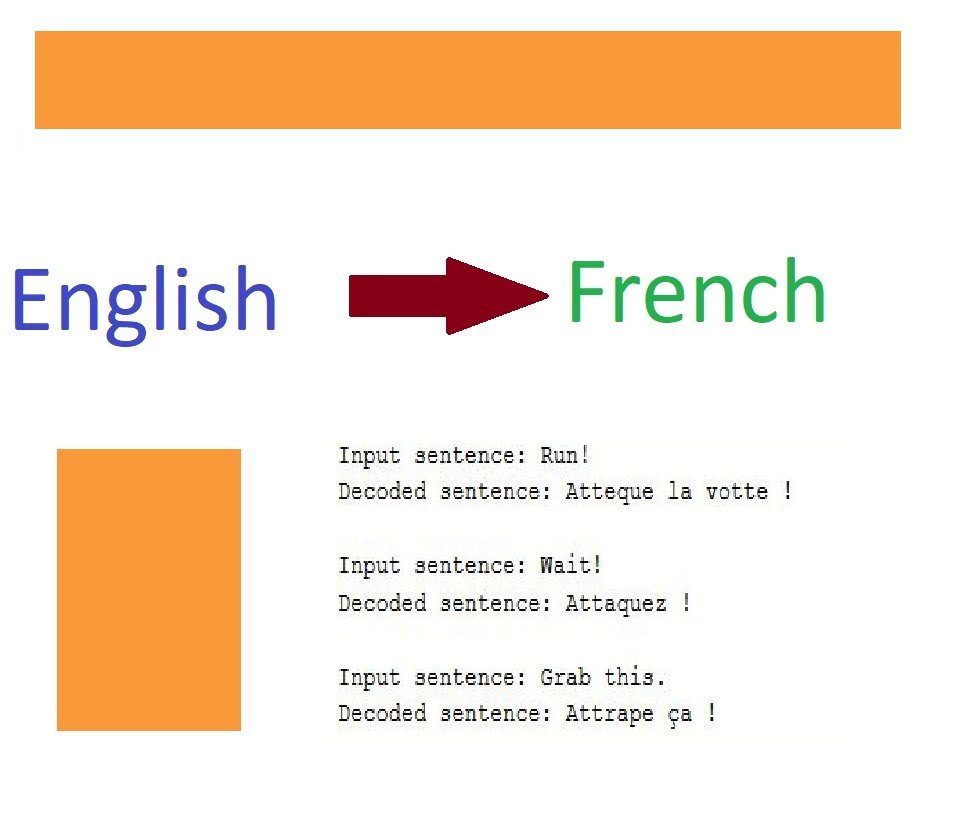 English
French
Input sentence: Run!
Decoded sentence: Atteque la votte !
Input sentence: Wait!
Decoded sentence: Attaquez !
Input sentence: Grab this.
Decoded sentence: Attrape ça !